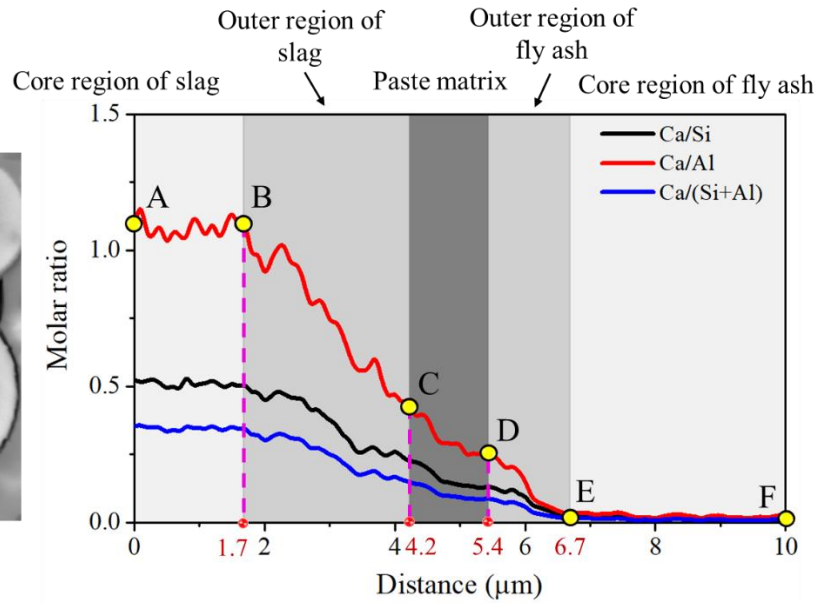 Outer region of slag
Outer region of fly ash
Core region of slag
Paste matrix
Core region of fly ash
1.5
1.0
0.5
0.0
Molar ratio
Ca/Si
Ca/Al
Ca/(Si+Al)
A
B
C
D
E
F
0
1.7
2
4
4.2
5.4
6
6.7
8
10
Distance (μm)